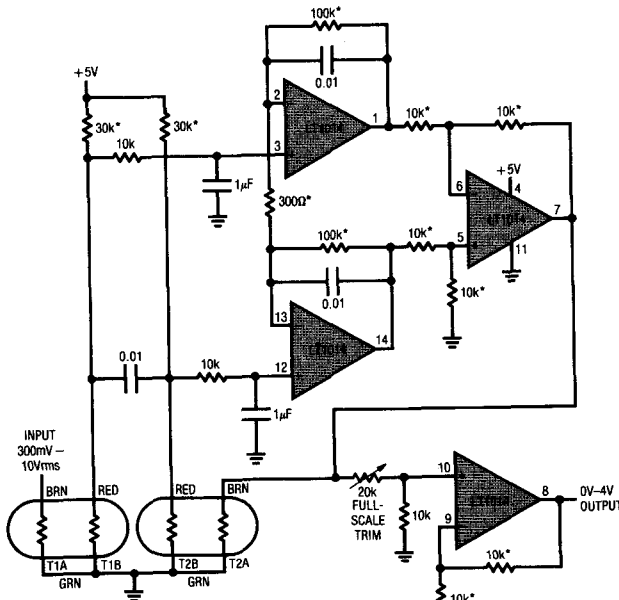 100k*
0.01
+5V
30k*
30k*
10k
2
3
1
10k*
10k*
1µF
300Ω*
+5V
6
4
7
5
11
LT1014
100k*
10k*
0.01
10k*
13
14
12
0.01
10k
1µF
INPUT
300mV –
10Vrms
BRN
RED
RED
BRN
T1A
T1B
T2B
T2A
GRN
GRN
20k
FULL-
SCALE
TRIM
10k
10
9
8
0V–4V
OUTPUT
10k*
10k*